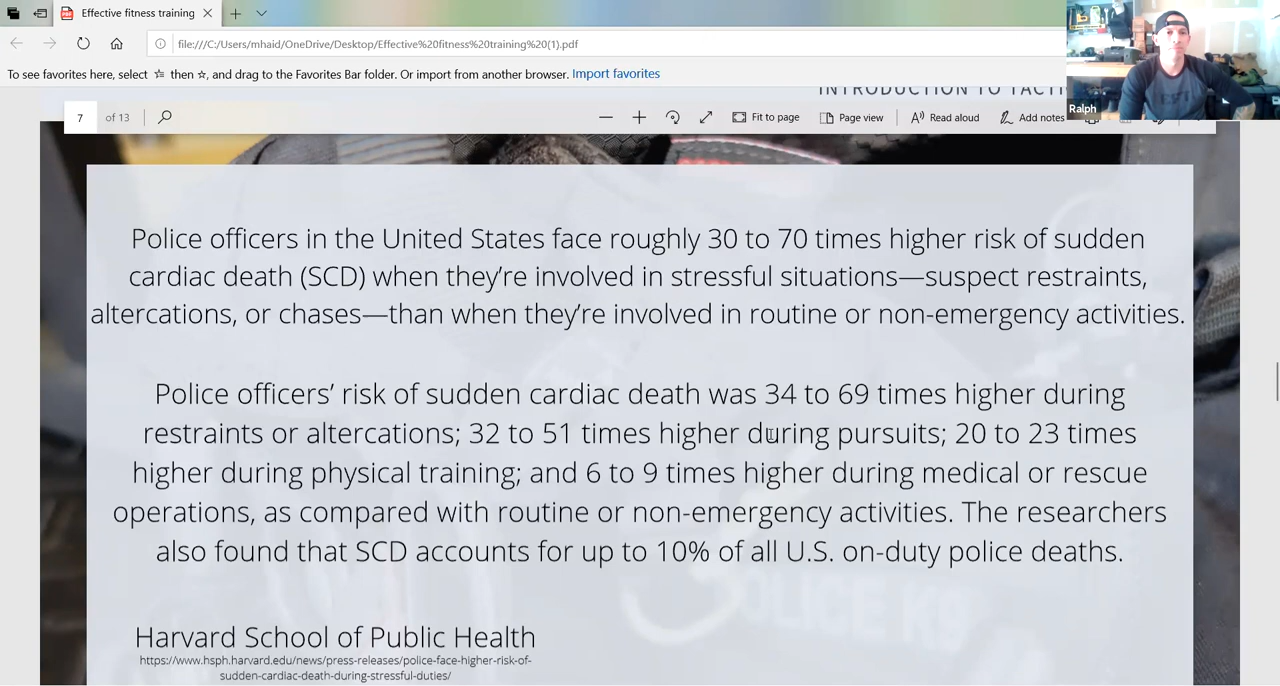 Effective fitness training
file:///C:/Users/mhaid/OneDrive/Desktop/Effective%20fitness%20training%20(1).pdf
To see favorites here, select then , and drag to the Favorites Bar folder. Or import from another browser. Import favorites
INTRODUCTION TO
Ralph
7 of 13 Fit to page Page view Read aloud Add notes
Police officers in the United States face roughly 30 to 70 times higher risk of sudden
cardiac death (SCD) when they’re involved in stressful situations—suspect restraints,
altercations, or chases—than when they’re involved in routine or non-emergency activities.
Police officers’ risk of sudden cardiac death was 34 to 69 times higher during
restraints or altercations; 32 to 51 times higher during pursuits; 20 to 23 times
higher during physical training; and 6 to 9 times higher during medical or rescue
operations, as compared with routine or non-emergency activities. The researchers
also found that SCD accounts for up to 10% of all U.S. on-duty police deaths.
POLICE K9
Harvard School of Public Health
https://www.hsph.harvard.edu/news/press-releases/police-face-higher-risk-of-
sudden-cardiac-death-during-stressful-duties/